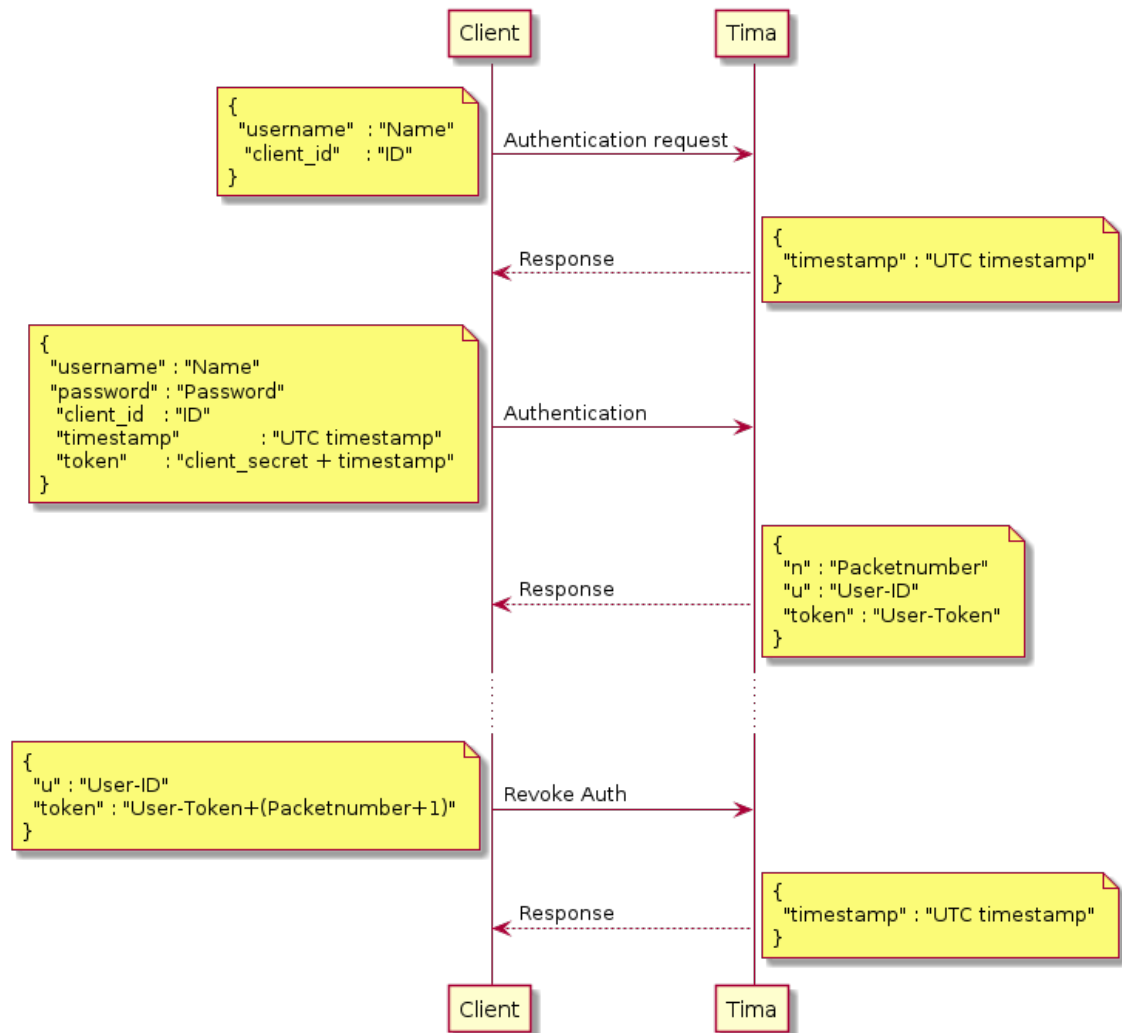 Client
Tima
{
"username" : "Name"
"client_id" : "ID"
}
Authentication request
{
"timestamp" : "UTC timestamp"
}
Response
{
"username" : "Name"
"password" : "Password"
"client_id : "ID"
"timestamp" : "UTC timestamp"
"token" : "client_secret + timestamp"
}
Authentication
{
"n" : "Packetnumber"
"u" : "User-ID"
"token" : "User-Token"
}
Response
{
"u" : "User-ID"
"token" : "User-Token+(Packetnumber+1)"
}
Revoke Auth
{
"timestamp" : "UTC timestamp"
}
Response
Client
Tima